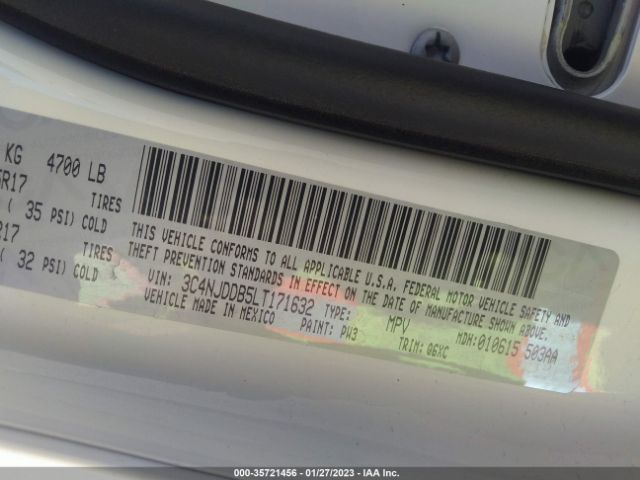 KG 4700 LB
R17 TIRES
( 35 PSI) COLD
R17 TIRES
( 32 PSI) COLD
THIS VEHICLE CONFORMS TO ALL APPLICABLE U.S.A. FEDERAL MOTOR VEHICLE SAFETY AND
THEFT PREVENTION STANDARDS IN EFFECT ON THE DATE OF MANUFACTURE SHOWN ABOVE.
VIN: 3C4NJDDB5LT171632 TYPE: MPV MDH:010615 503AA
VEHICLE MADE IN MEXICO PAINT: PW3 TRIM: Q6XC
000-35721456 — 01/27/2023 — IAA Inc.